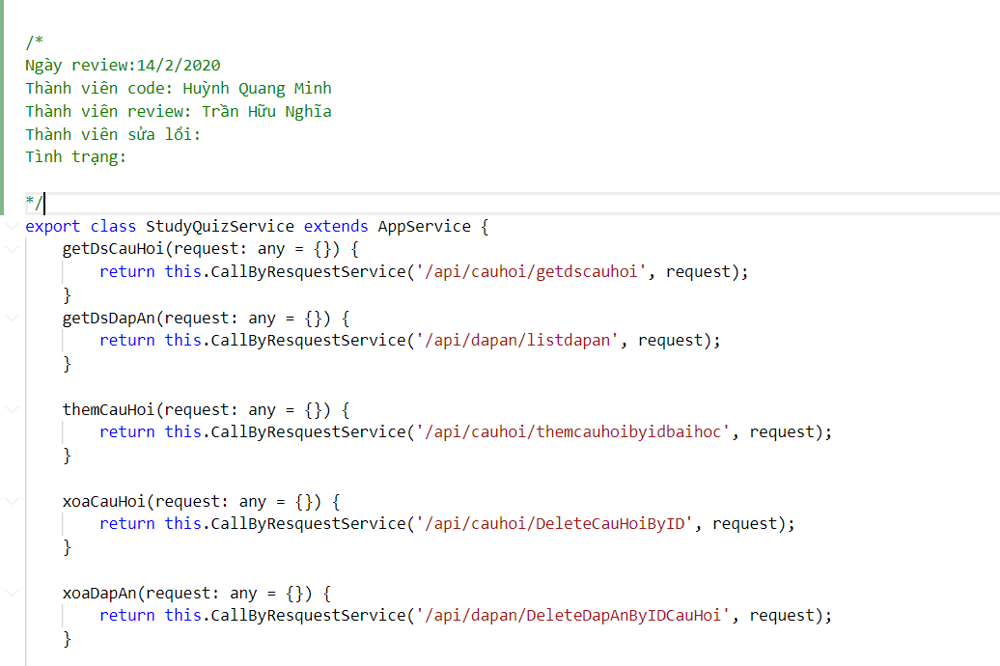 /*
Ngày review:14/2/2020
Thành viên code: Huỳnh Quang Minh
Thành viên review: Trần Hữu Nghĩa
Thành viên sửa lổi:
Tình trạng:
*/
export class StudyQuizService extends AppService {
getDsCauHoi(request: any = {}) {
return this.CallByResquestService('/api/cauhoi/getdscauhoi', request);
}
getDsDapAn(request: any = {}) {
return this.CallByResquestService('/api/dapan/listdapan', request);
}
themCauHoi(request: any = {}) {
return this.CallByResquestService('/api/cauhoi/themcauhoibyidbaihoc', request);
}
xoaCauHoi(request: any = {}) {
return this.CallByResquestService('/api/cauhoi/DeleteCauHoiByID', request);
}
xoaDapAn(request: any = {}) {
return this.CallByResquestService('/api/dapan/DeleteDapAnByIDCauHoi', request);
}